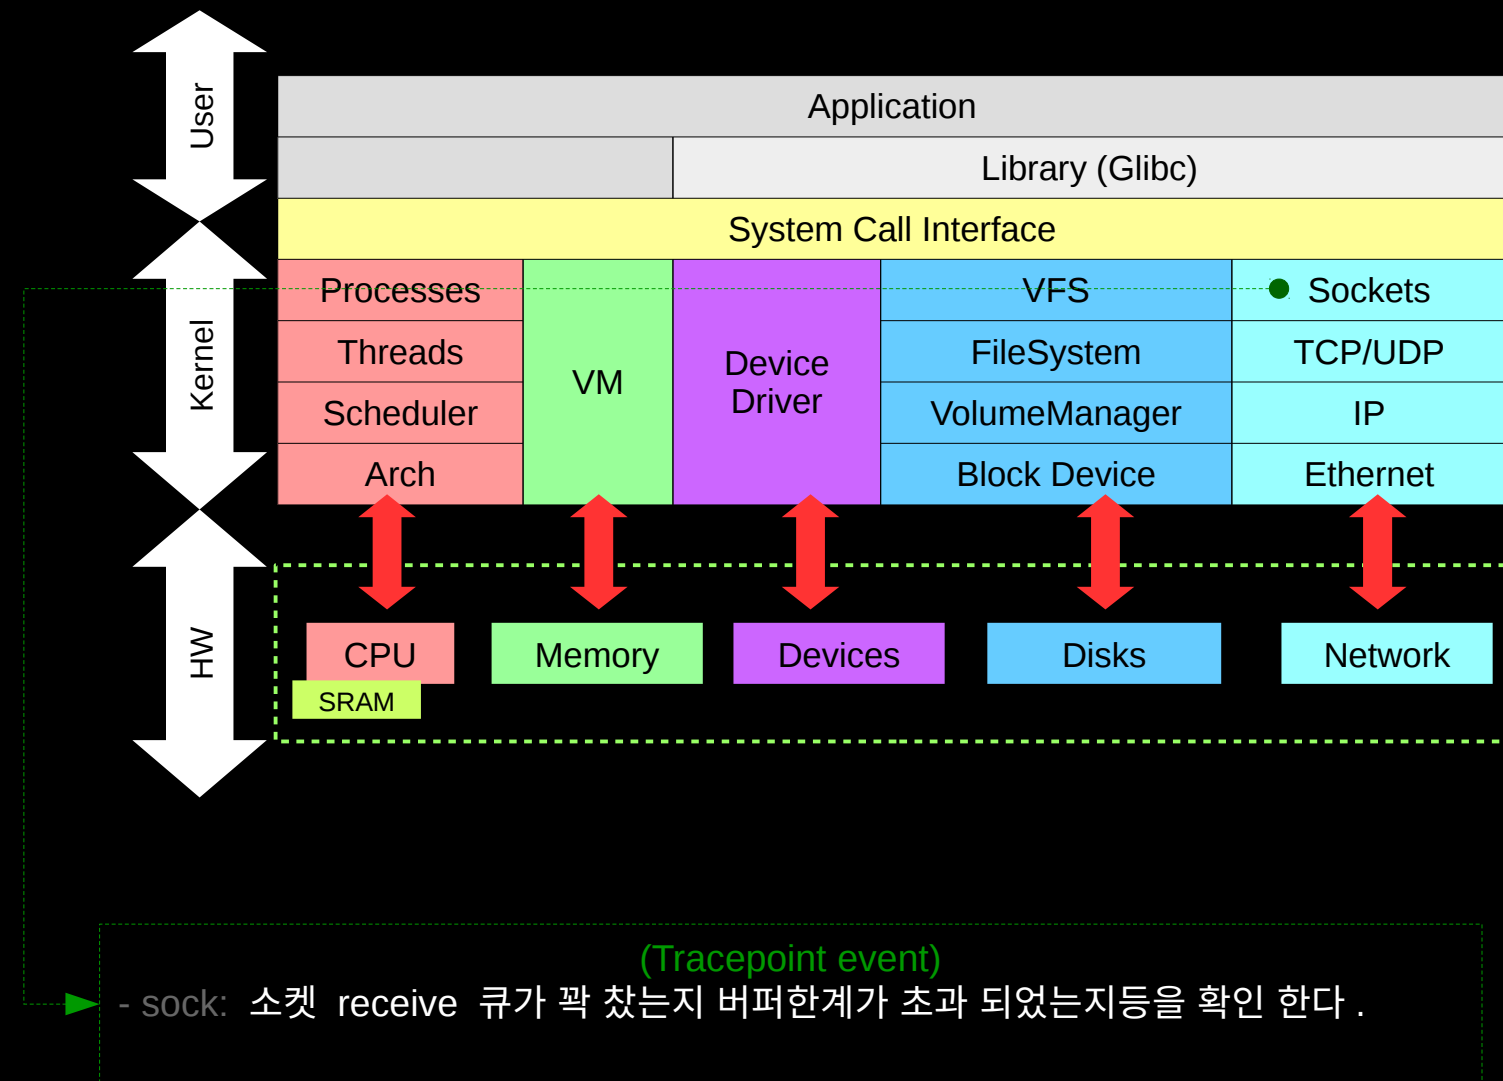 User
Application
Library (Glibc)
System Call Interface
Kernel
Processes
Threads
Scheduler
Arch
VM
Device
Driver
VFS
FileSystem
VolumeManager
Block Device
Sockets
TCP/UDP
IP
Ethernet
HW
CPU
SRAM
Memory
Devices
Disks
Network
(Tracepoint event)
- sock: 소켓 receive 큐가 꽉 찼는지 버퍼한계가 초과 되었는지등을 확인 한다 .